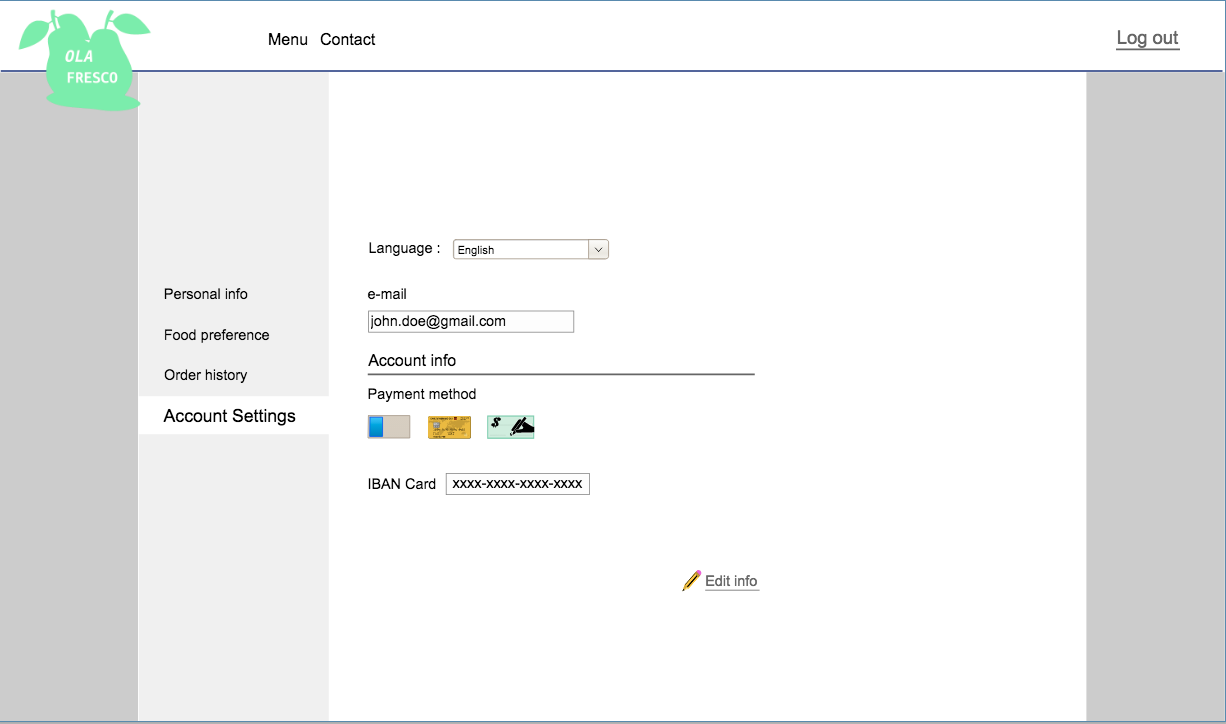 OLA
FRESCO
Menu Contact
Log out
Language :
English
Personal info
e-mail
john.doe@gmail.com
Food preference
Account info
Order history
Payment method
Account Settings
$
IBAN Card
xxxx-xxxx-xxxx-xxxx
Edit info